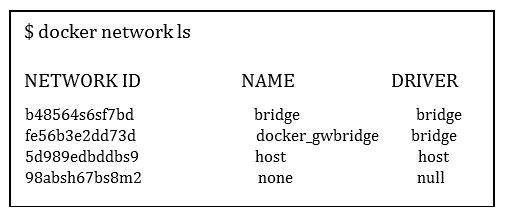 $ docker network ls
NETWORK ID NAME DRIVER
b48564s6sf7bd bridge bridge
fe56b3e2dd73d docker_gwbridge bridge
5d989edbddbs9 host host
98absh67bs8m2 none null